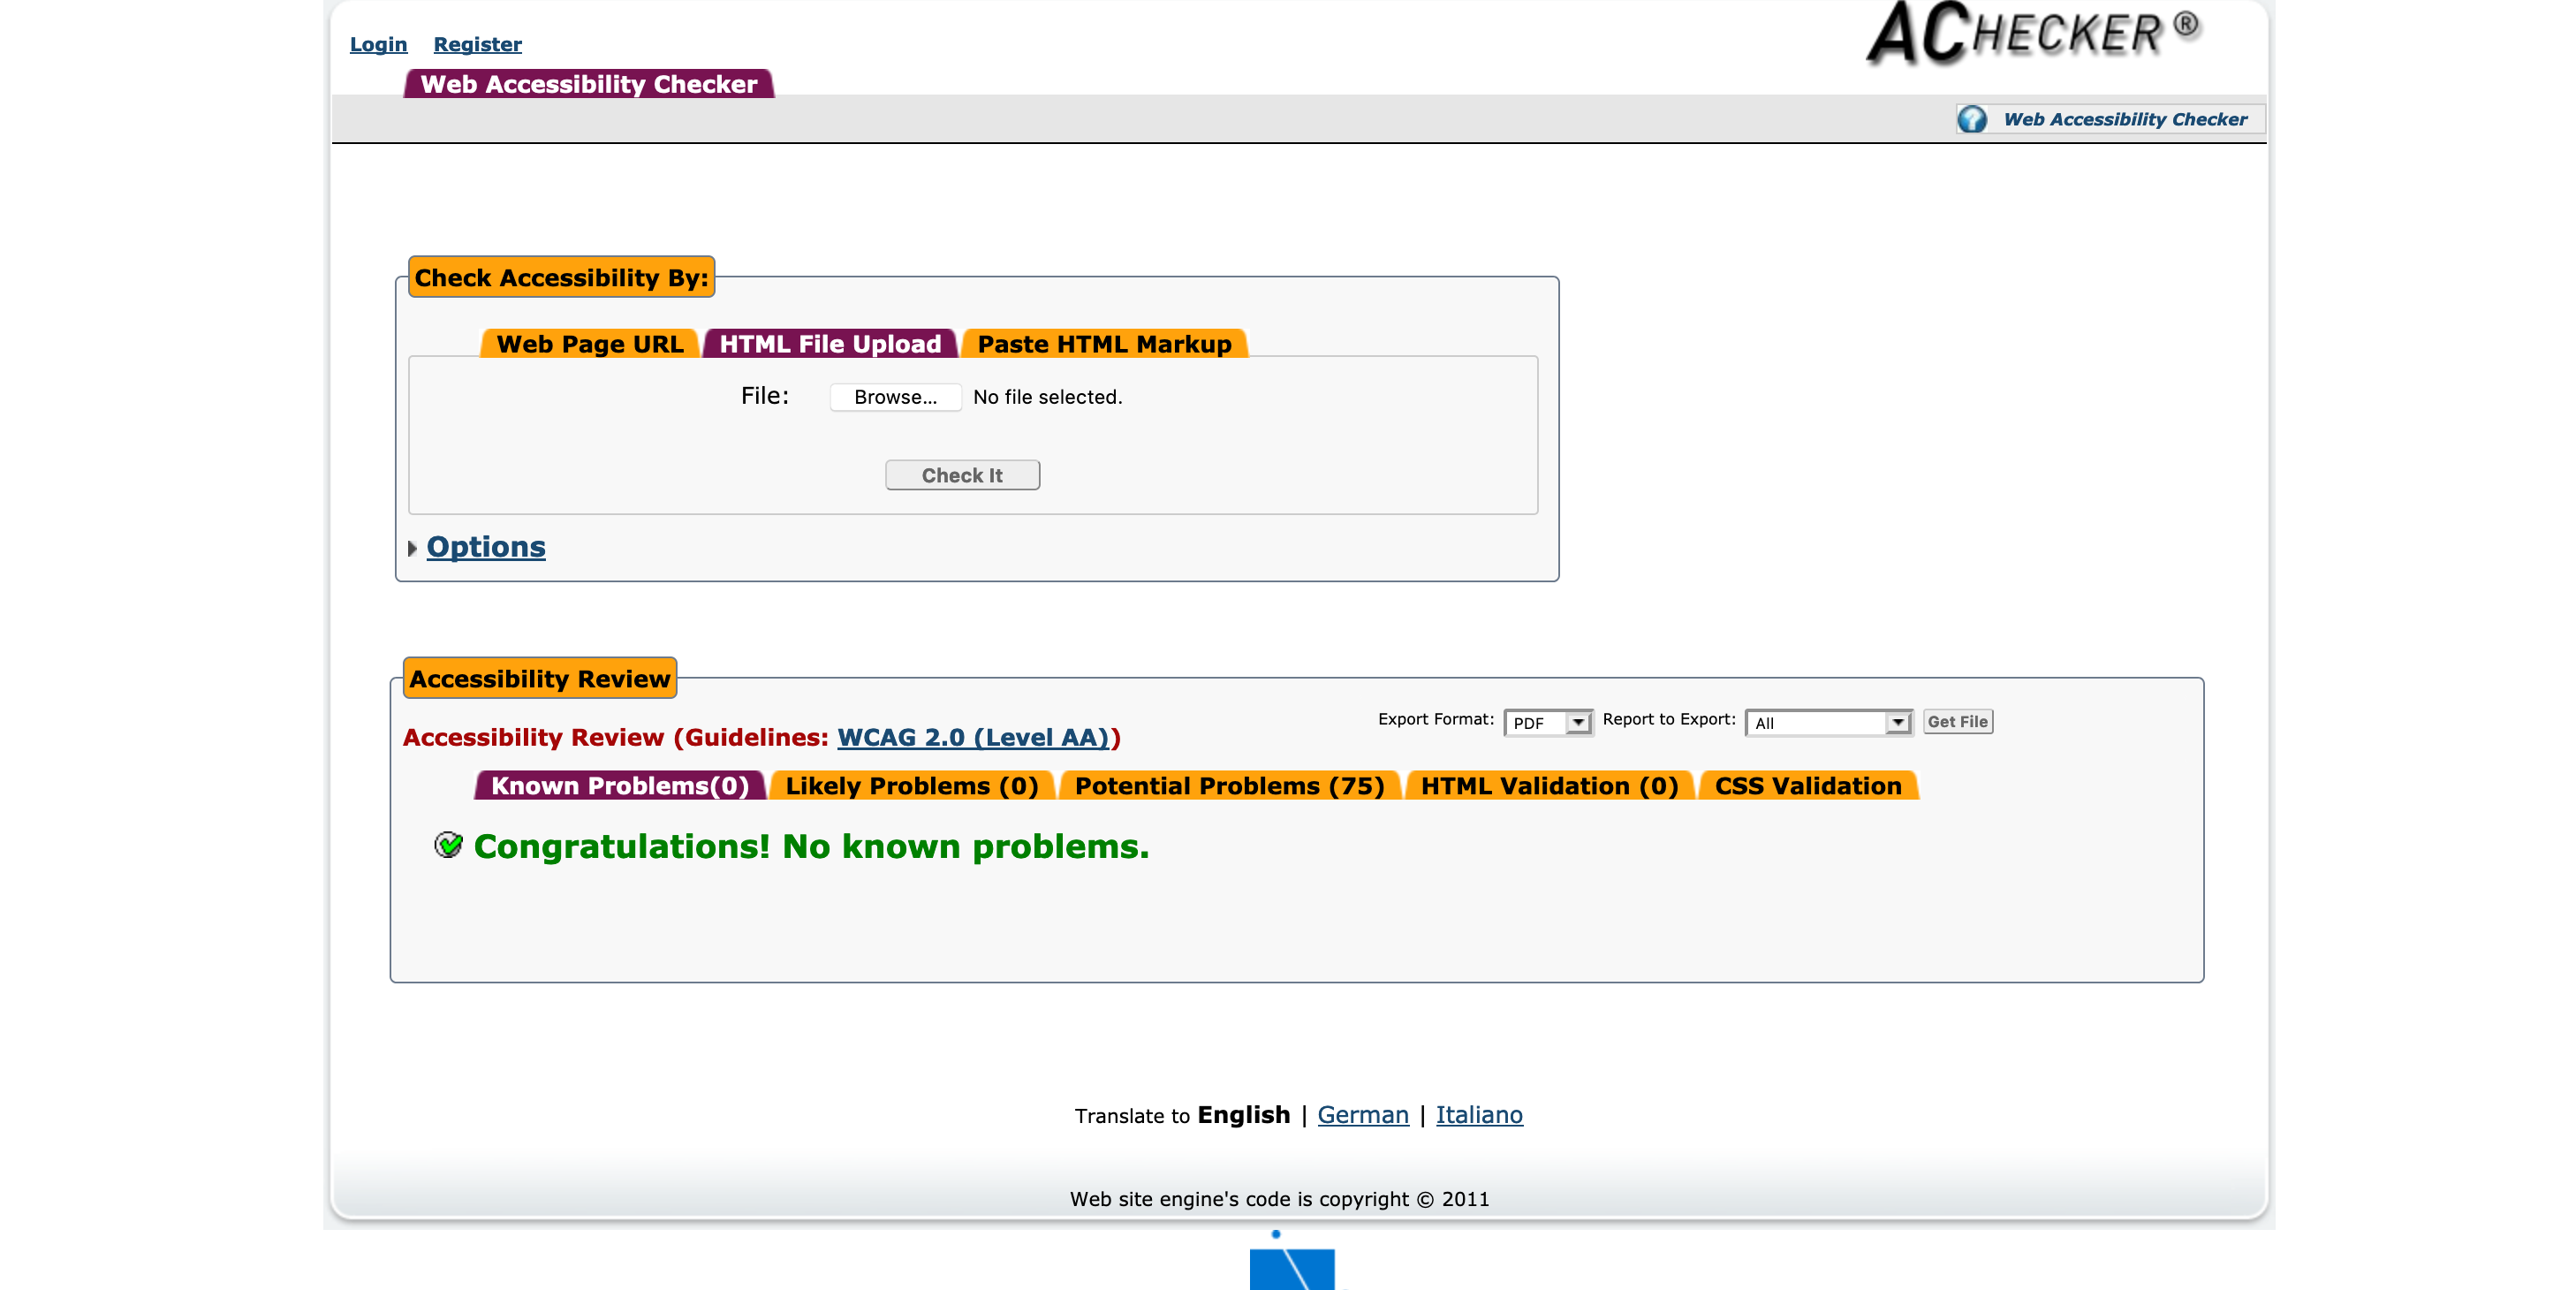 Login Register
ACHECKER ®
Web Accessibility Checker
Web Accessibility Checker
Check Accessibility By:
Web Page URL HTML File Upload Paste HTML Markup
File: Browse... No file selected.
Check It
Options
Accessibility Review
Export Format: PDF Report to Export: All Get File
Accessibility Review (Guidelines: WCAG 2.0 (Level AA))
Known Problems(0) Likely Problems (0) Potential Problems (75) HTML Validation (0) CSS Validation
Congratulations! No known problems.
Translate to English | German | Italiano
Web site engine's code is copyright © 2011